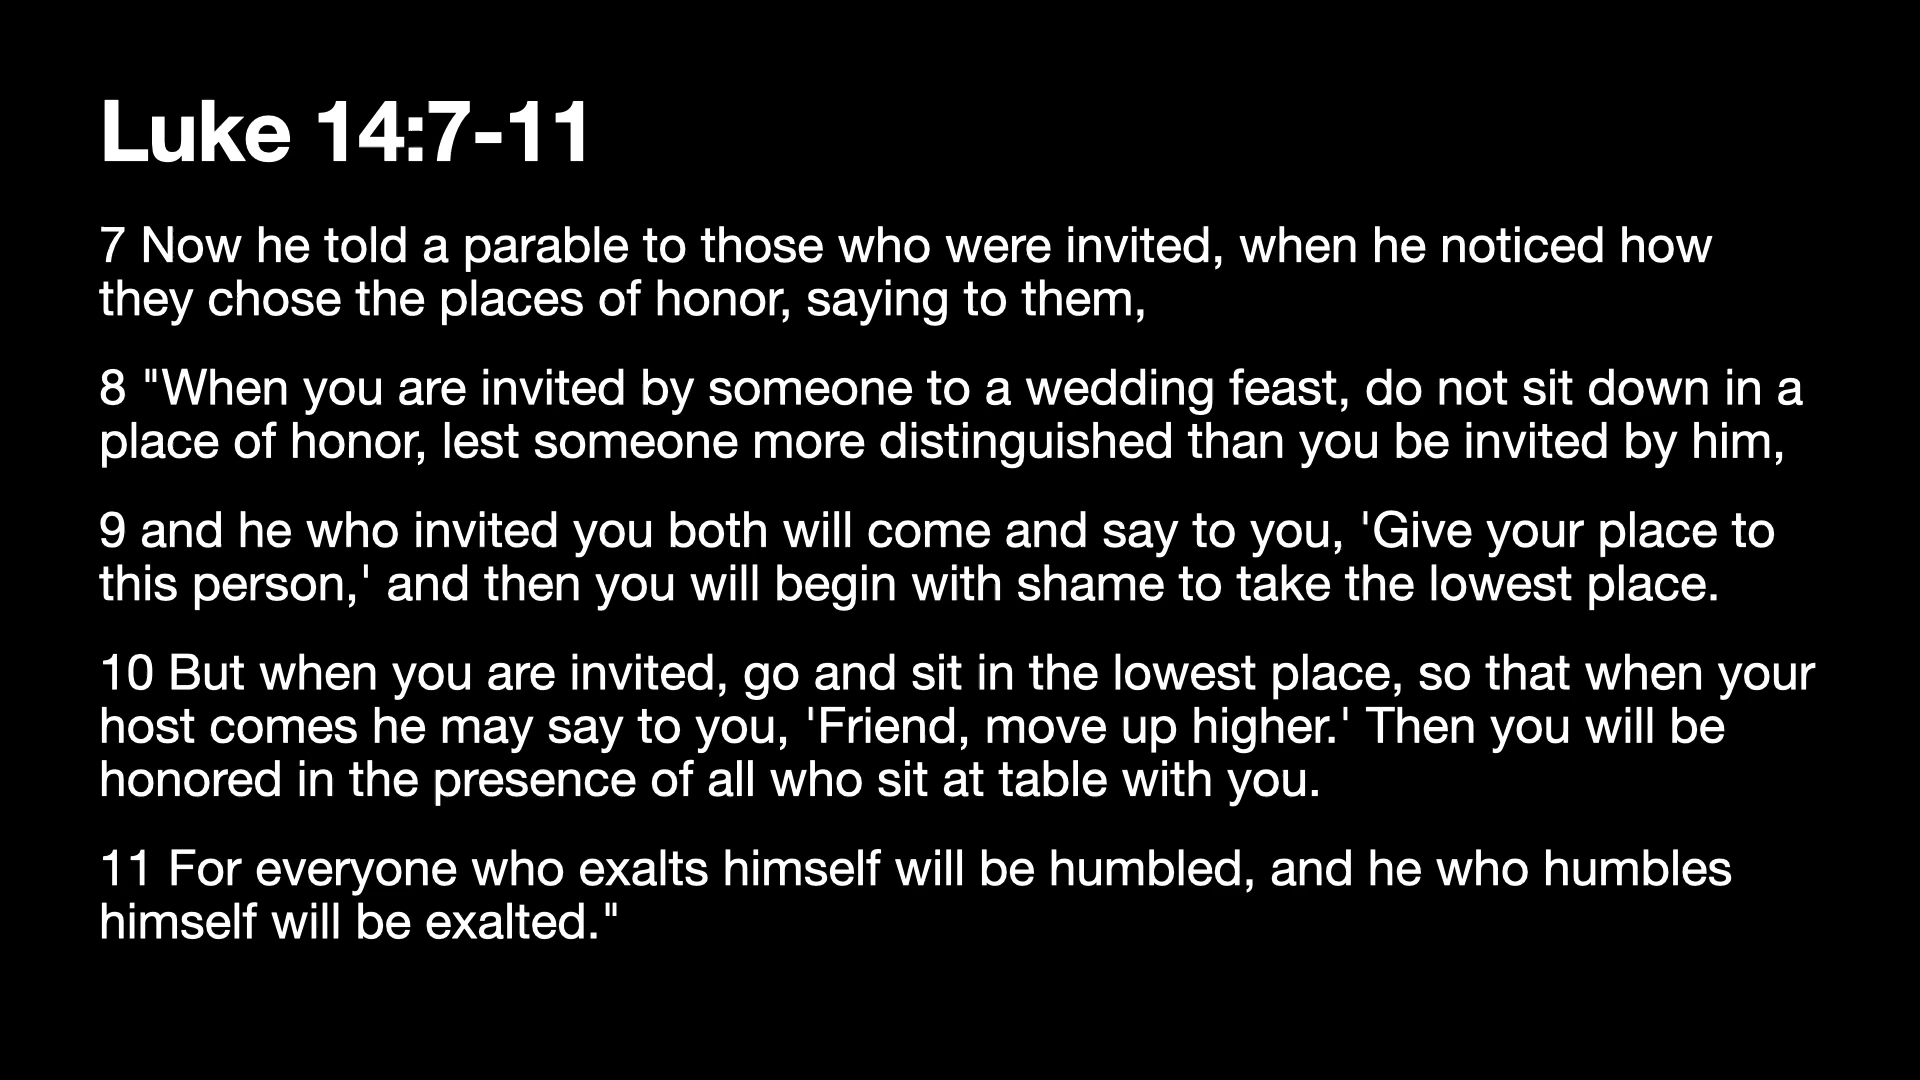 Luke 14:7-11
7 Now he told a parable to those who were invited, when he noticed how
they chose the places of honor, saying to them,
8 "When you are invited by someone to a wedding feast, do not sit down in a
place of honor, lest someone more distinguished than you be invited by him,
9 and he who invited you both will come and say to you, 'Give your place to
this person,' and then you will begin with shame to take the lowest place.
10 But when you are invited, go and sit in the lowest place, so that when your
host comes he may say to you, 'Friend, move up higher.' Then you will be
honored in the presence of all who sit at table with you.
11 For everyone who exalts himself will be humbled, and he who humbles
himself will be exalted."